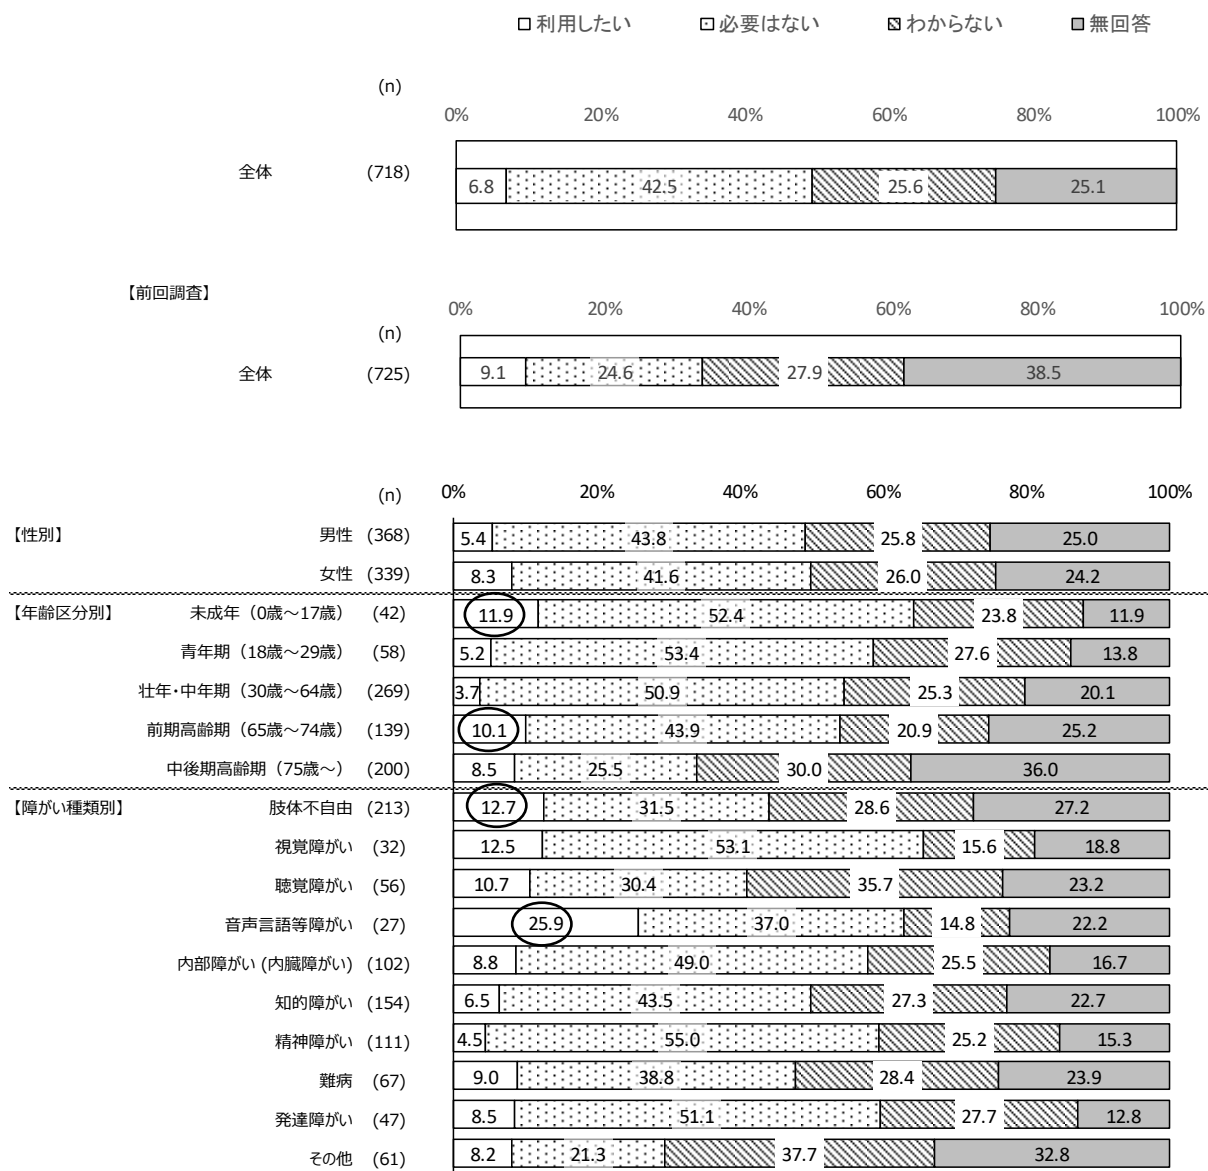 利用したい 必要はない わからない 無回答
(n)
0% 20% 40% 60% 80% 100%
全体 (718) 6.8 42.5 25.6 25.1
【前回調査】
0% 20% 40% 60% 80% 100%
(n)
全体 (725) 9.1 24.6 27.9 38.5
(n) 0% 20% 40% 60% 80% 100%
【性別】 男性 (368) 5.4 43.8 25.8 25.0
女性 (339) 8.3 41.6 26.0 24.2
【年齢区分別】 未成年（0歳～17歳） (42) 11.9 52.4 23.8 11.9
青年期（18歳～29歳） (58) 5.2 53.4 27.6 13.8
壮年・中年期（30歳～64歳） (269) 3.7 50.9 25.3 20.1
前期高齢期（65歳～74歳） (139) 10.1 43.9 20.9 25.2
中後期高齢期（75歳～） (200) 8.5 25.5 30.0 36.0
【障がい種類別】 肢体不自由 (213) 12.7 31.5 28.6 27.2
視覚障がい (32) 12.5 53.1 15.6 18.8
聴覚障がい (56) 10.7 30.4 35.7 23.2
音声言語等障がい (27) 25.9 37.0 14.8 22.2
内部障がい (内臓障がい) (102) 8.8 49.0 25.5 16.7
知的障がい (154) 6.5 43.5 27.3 22.7
精神障がい (111) 4.5 55.0 25.2 15.3
難病 (67) 9.0 38.8 28.4 23.9
発達障がい (47) 8.5 51.1 27.7 12.8
その他 (61) 8.2 21.3 37.7 32.8